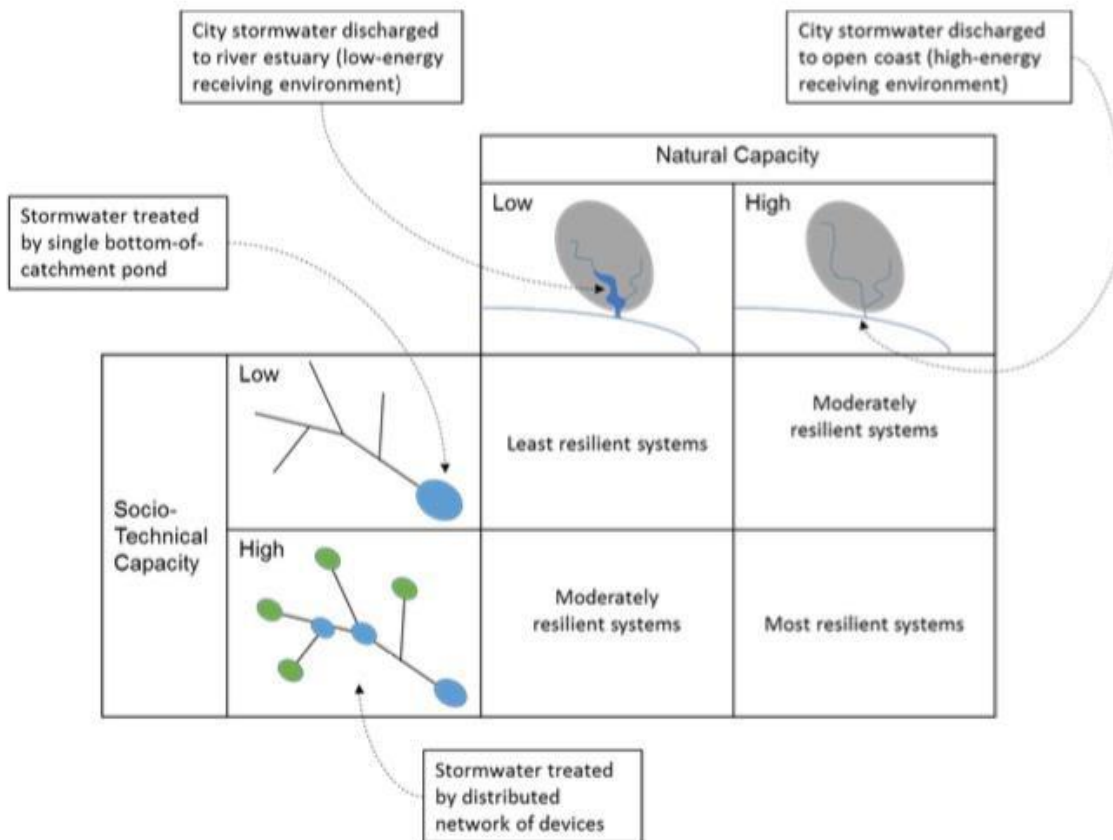 City stormwater discharged
to river estuary (low-energy
receiving environment)
City stormwater discharged
to open coast (high-energy
receiving environment)
Natural Capacity
Stormwater treated
by single bottom-of-
catchment pond
Low
High
Low
Least resilient systems
Moderately
resilient systems
Socio-
Technical
Capacity
High
Moderately
resilient systems
Most resilient systems
Stormwater treated
by distributed
network of devices